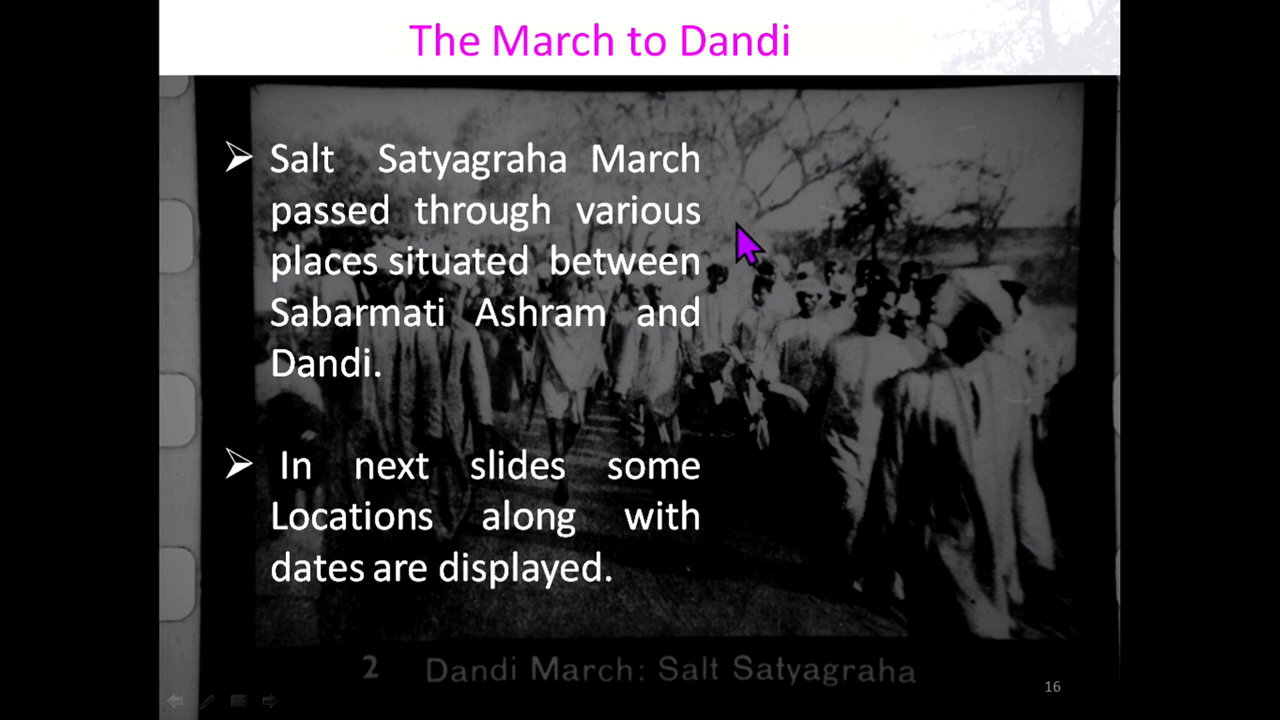 The March to Dandi
➢ Salt Satyagraha March
passed through various
places situated between
Sabarmati Ashram and
Dandi.
➢ In next slides some
Locations along with
dates are displayed.
2 Dandi March: Salt Satyagraha
16